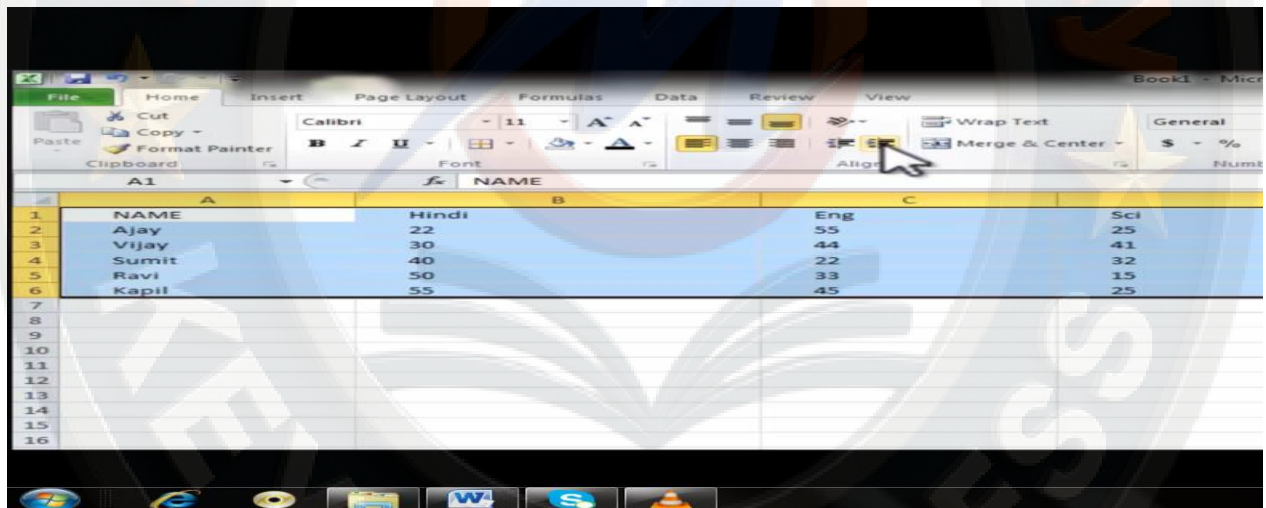 Book1 - Micr
File Home Insert Page Layout Formulas Data Review View
Cut Calibri 11 A A Wrap Text General
Paste Copy
Format Painter B I U A Merge & Center $ %
Clipboard Font Align Numb
A1 fx NAME
A B C
1 NAME Hindi Eng Sci
2 Ajay 22 55 25
3 Vijay 30 44 41
4 Sumit 40 22 32
5 Ravi 50 33 15
6 Kapil 55 45 25
7
8
9
10
11
12
13
14
15
16